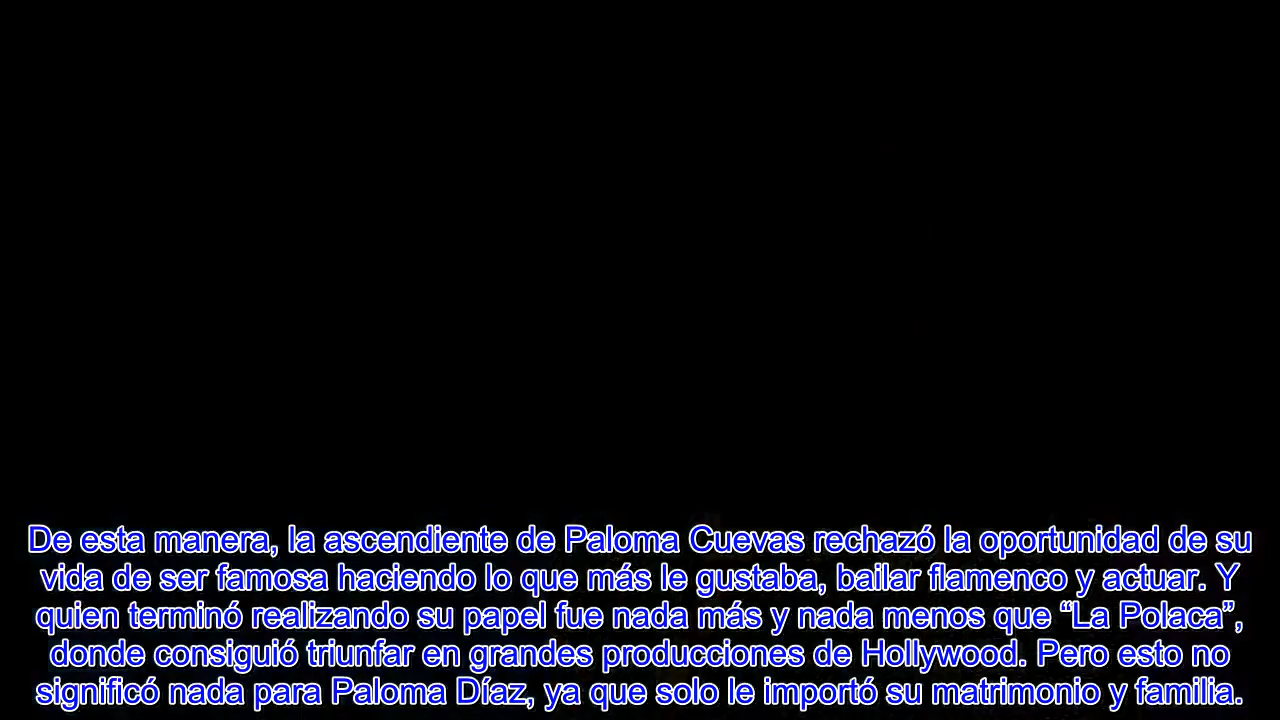 De esta manera, la ascendiente de Paloma Cuevas rechazó la oportunidad de su
vida de ser famosa haciendo lo que más le gustaba, bailar flamenco y actuar. Y
quien terminó realizando su papel fue nada más y nada menos que “La Polaca”,
donde consiguió triunfar en grandes producciones de Hollywood. Pero esto no
significó nada para Paloma Díaz, ya que solo le importó su matrimonio y familia.